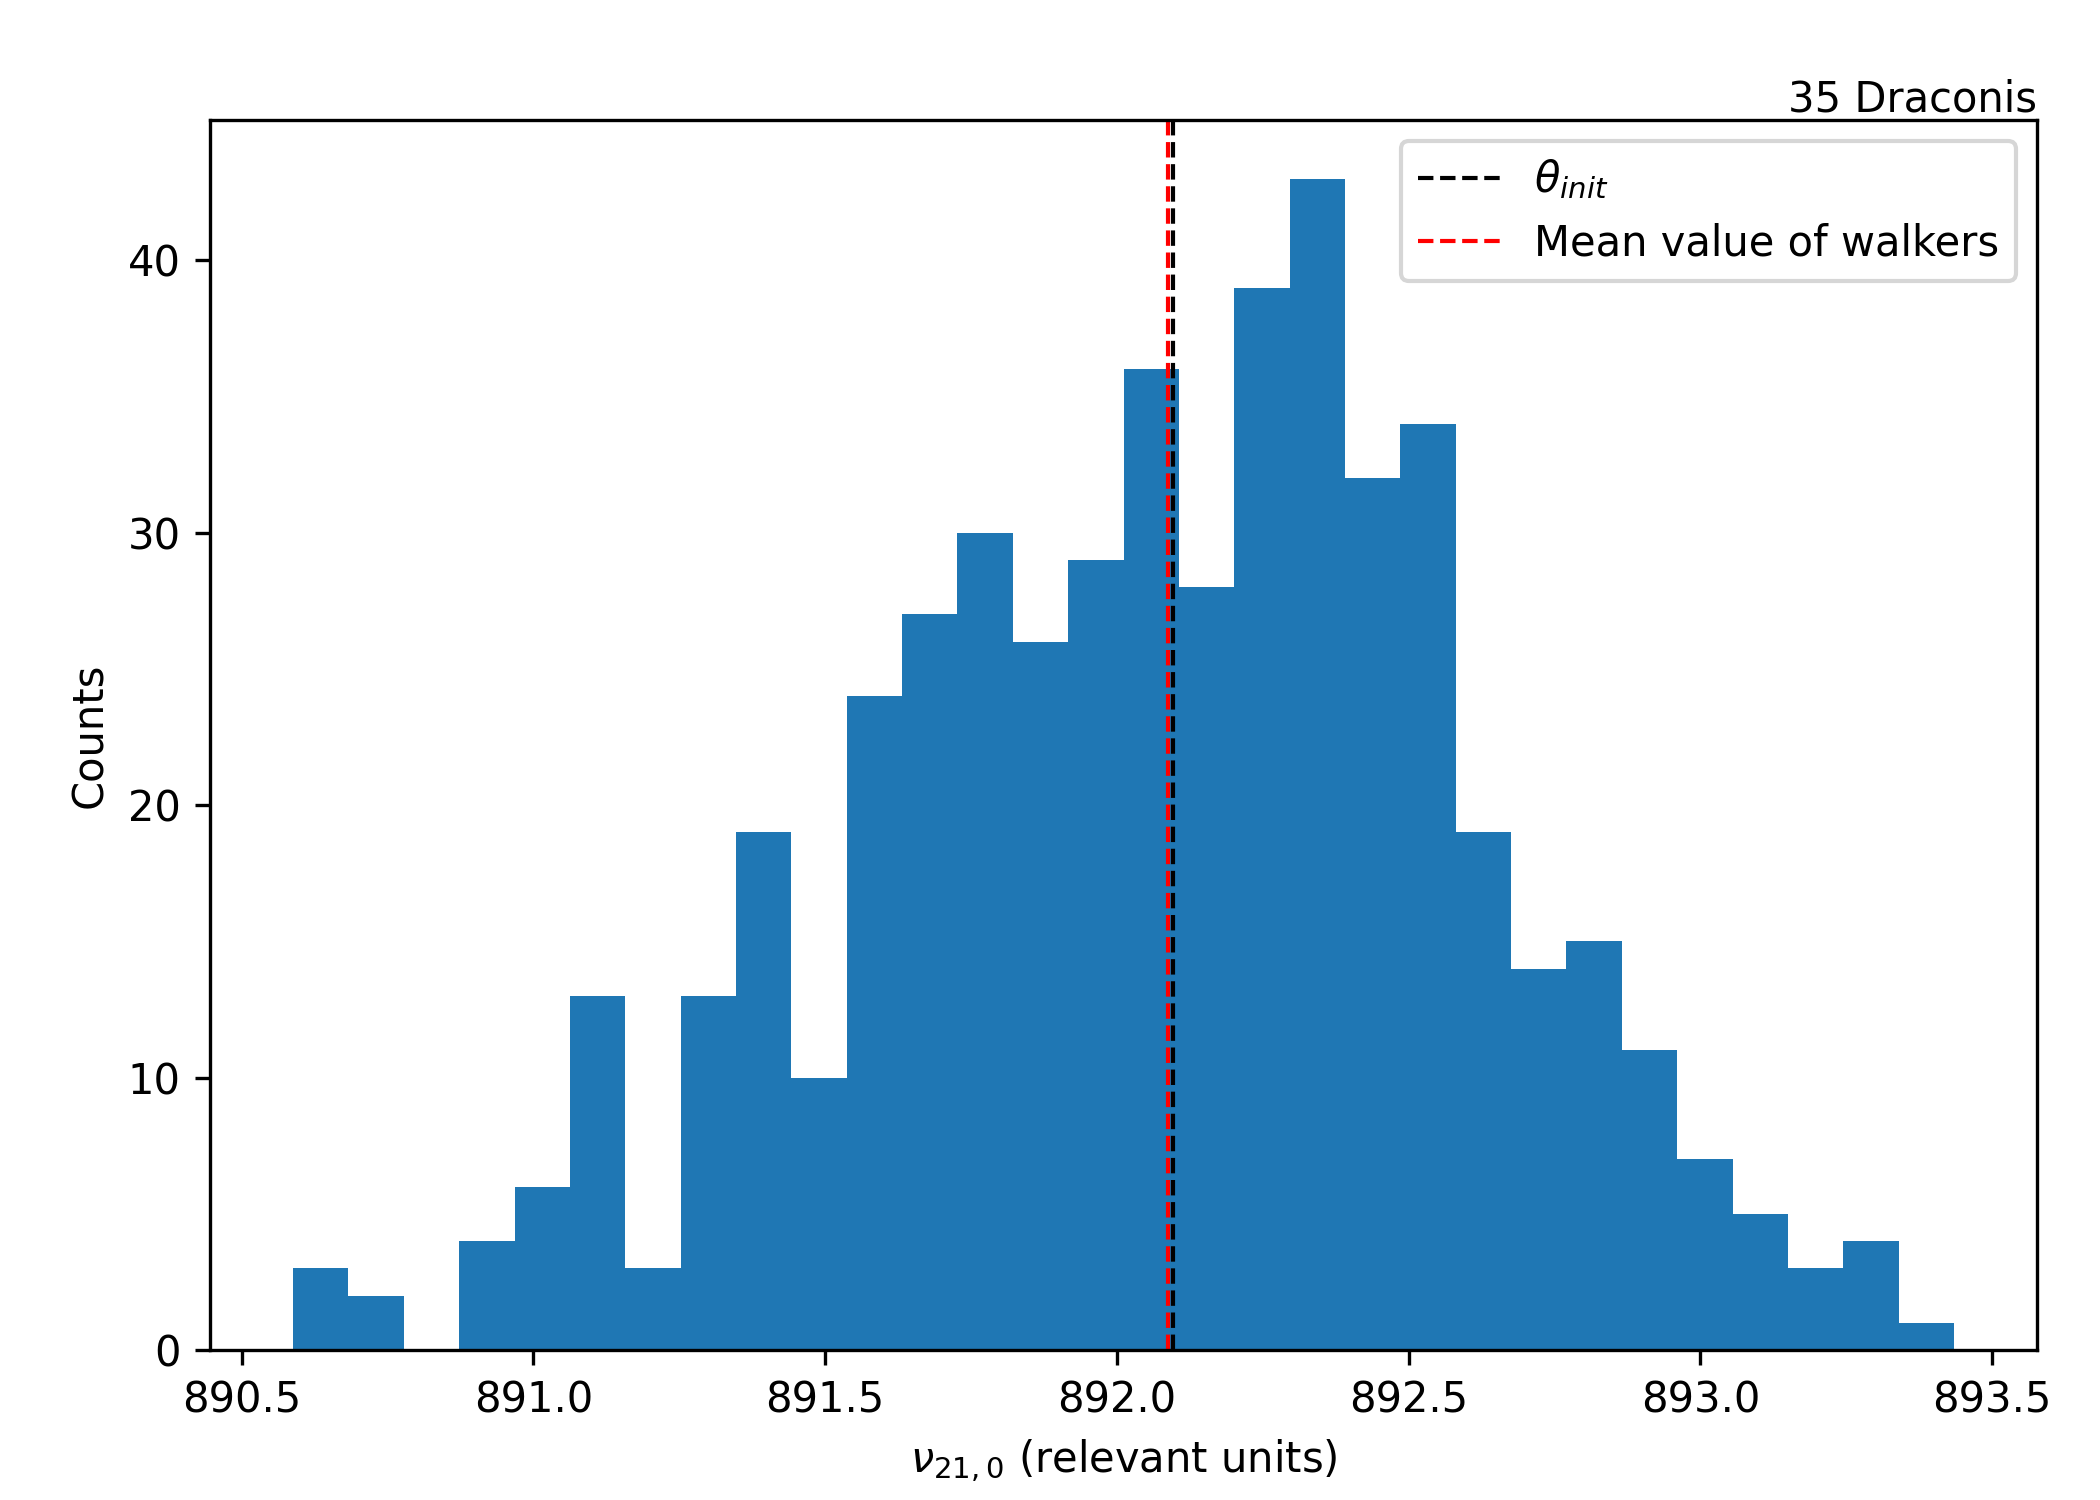 35 Draconis
θinit
Mean value of walkers
40
30
20
10
0
Counts
890.5 891.0 891.5 892.0 892.5 893.0 893.5
ν21, 0 (relevant units)